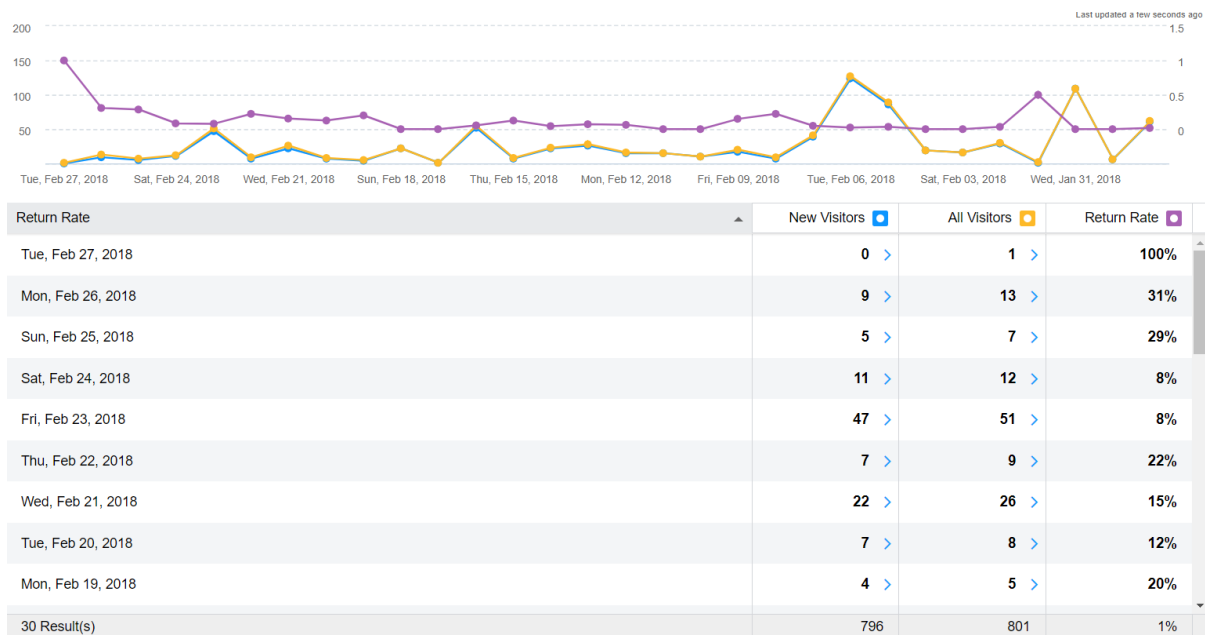 Last updated a few seconds ago
200 1.5
150 1
100 0.5
50 0
Tue, Feb 27, 2018 Sat, Feb 24, 2018 Wed, Feb 21, 2018 Sun, Feb 18, 2018 Thu, Feb 15, 2018 Mon, Feb 12, 2018 Fri, Feb 09, 2018 Tue, Feb 06, 2018 Sat, Feb 03, 2018 Wed, Jan 31, 2018
Return Rate New Visitors All Visitors Return Rate
Tue, Feb 27, 2018 0 1 100%
Mon, Feb 26, 2018 9 13 31%
Sun, Feb 25, 2018 5 7 29%
Sat, Feb 24, 2018 11 12 8%
Fri, Feb 23, 2018 47 51 8%
Thu, Feb 22, 2018 7 9 22%
Wed, Feb 21, 2018 22 26 15%
Tue, Feb 20, 2018 7 8 12%
Mon, Feb 19, 2018 4 5 20%
30 Result(s) 796 801 1%